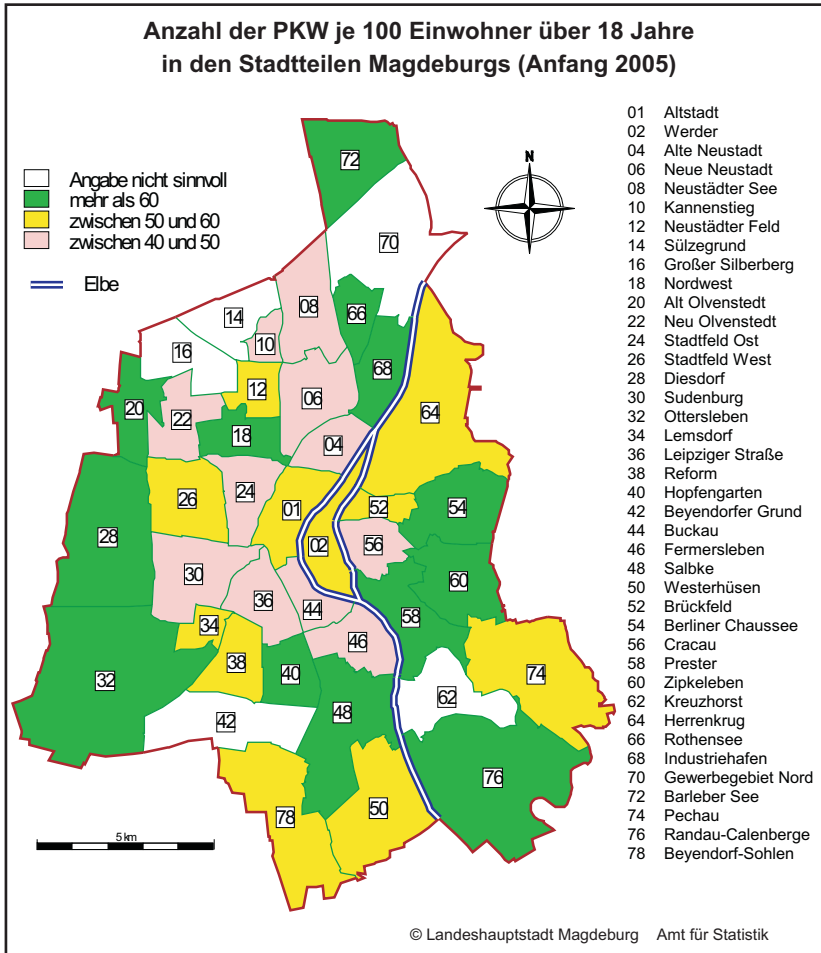 Anzahl der PKW je 100 Einwohner über 18 Jahre
in den Stadtteilen Magdeburgs (Anfang 2005)
Angabe nicht sinnvoll
mehr als 60
zwischen 50 und 60
zwischen 40 und 50
Elbe
N
72
70
08
66
14
10
16
68
12
06
64
20
22
18
04
26
24
01
52
54
28
02
56
30
60
36
44
58
34
46
38
32
40
74
62
48
42
76
50
78
5 km
01 Altstadt
02 Werder
04 Alte Neustadt
06 Neue Neustadt
08 Neustädter See
10 Kannenstieg
12 Neustädter Feld
14 Sülzegrund
16 Großer Silberberg
18 Nordwest
20 Alt Olvenstedt
22 Neu Olvenstedt
24 Stadtfeld Ost
26 Stadtfeld West
28 Diesdorf
30 Sudenburg
32 Ottersleben
34 Lemsdorf
36 Leipziger Straße
38 Reform
40 Hopfengarten
42 Beyendorfer Grund
44 Buckau
46 Fermersleben
48 Salbke
50 Westerhüsen
52 Brückfeld
54 Berliner Chaussee
56 Cracau
58 Prester
60 Zipkeleben
62 Kreuzhorst
64 Herrenkrug
66 Rothensee
68 Industriehafen
70 Gewerbegebiet Nord
72 Barleber See
74 Pechau
76 Randau-Calenberge
78 Beyendorf-Sohlen
© Landeshauptstadt Magdeburg Amt für Statistik